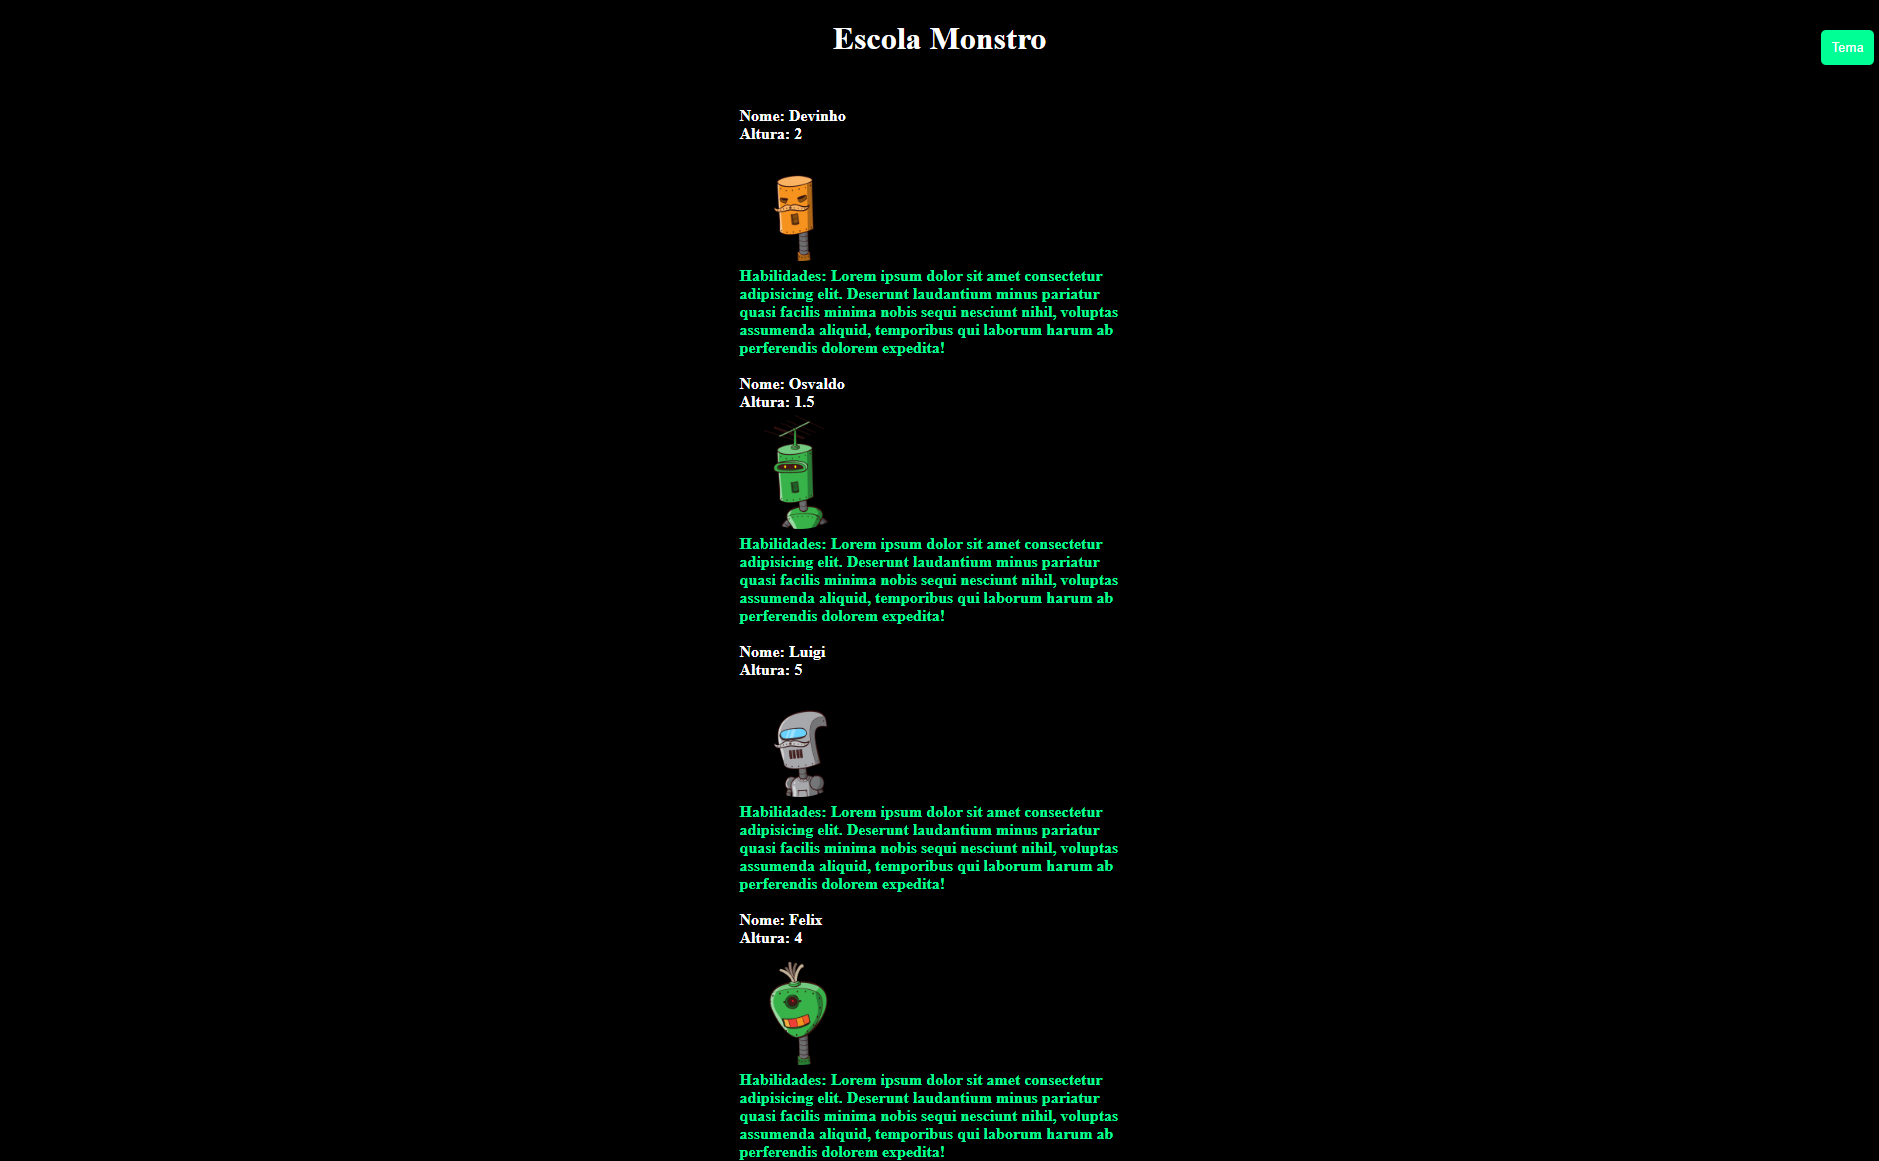 Escola Monstro
Tema
Nome: Devinho
Altura: 2
Habilidades: Lorem ipsum dolor sit amet consectetur
adipisicing elit. Deserunt laudantium minus pariatur
quasi facilis minima nobis sequi nesciunt nihil, voluptas
assumenda aliquid, temporibus qui laborum harum ab
perferendis dolorem expedita!
Nome: Osvaldo
Altura: 1.5
Habilidades: Lorem ipsum dolor sit amet consectetur
adipisicing elit. Deserunt laudantium minus pariatur
quasi facilis minima nobis sequi nesciunt nihil, voluptas
assumenda aliquid, temporibus qui laborum harum ab
perferendis dolorem expedita!
Nome: Luigi
Altura: 5
Habilidades: Lorem ipsum dolor sit amet consectetur
adipisicing elit. Deserunt laudantium minus pariatur
quasi facilis minima nobis sequi nesciunt nihil, voluptas
assumenda aliquid, temporibus qui laborum harum ab
perferendis dolorem expedita!
Nome: Felix
Altura: 4
Habilidades: Lorem ipsum dolor sit amet consectetur
adipisicing elit. Deserunt laudantium minus pariatur
quasi facilis minima nobis sequi nesciunt nihil, voluptas
assumenda aliquid, temporibus qui laborum harum ab
perferendis dolorem expedita!